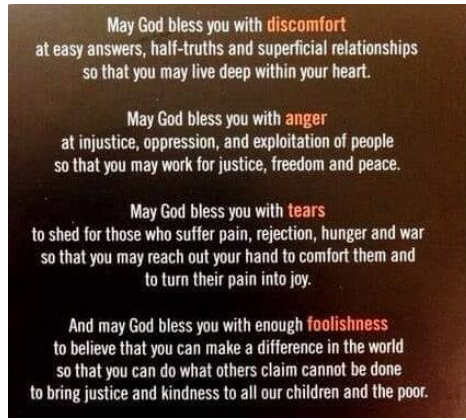 May God bless you with discomfort
at easy answers, half-truths and superficial relationships
so that you may live deep within your heart.
May God bless you with anger
at injustice, oppression, and exploitation of people
so that you may work for justice, freedom and peace.
May God bless you with tears
to shed for those who suffer pain, rejection, hunger and war
so that you may reach out your hand to comfort them and
to turn their pain into joy.
And may God bless you with enough foolishness
to believe that you can make a difference in the world
so that you can do what others claim cannot be done
to bring justice and kindness to all our children and the poor.